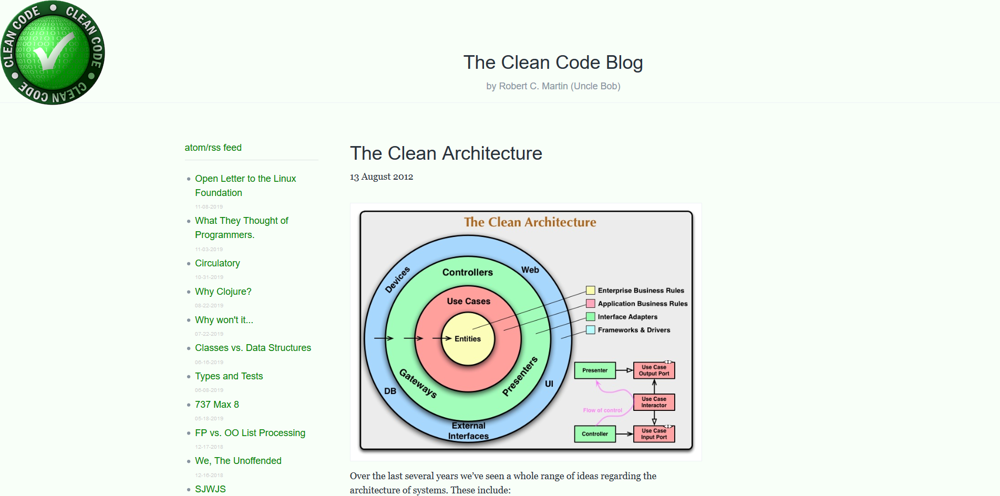 CLEAN CODE • CLEAN CODE • CLEAN CODE •
The Clean Code Blog
by Robert C. Martin (Uncle Bob)
atom/rss feed
Open Letter to the Linux
Foundation
11-08-2019
What They Thought of
Programmers.
11-03-2019
Circulatory
10-31-2019
Why Clojure?
08-22-2019
Why won't it...
07-22-2019
Classes vs. Data Structures
06-16-2019
Types and Tests
06-08-2019
737 Max 8
05-18-2019
FP vs. OO List Processing
12-17-2018
We, The Unoffended
12-16-2018
SJWJS
The Clean Architecture
13 August 2012
The Clean Architecture
Devices
Controllers
Web
Use Cases
Entities
Gateways
Presenters
DB
UI
External
Interfaces
Enterprise Business Rules
Application Business Rules
Interface Adapters
Frameworks & Drivers
Presenter
<I>
Use Case
Output Port
Use Case
Interactor
Flow of control
Controller
<I>
Use Case
Input Port
Over the last several years we’ve seen a whole range of ideas regarding the
architecture of systems. These include: